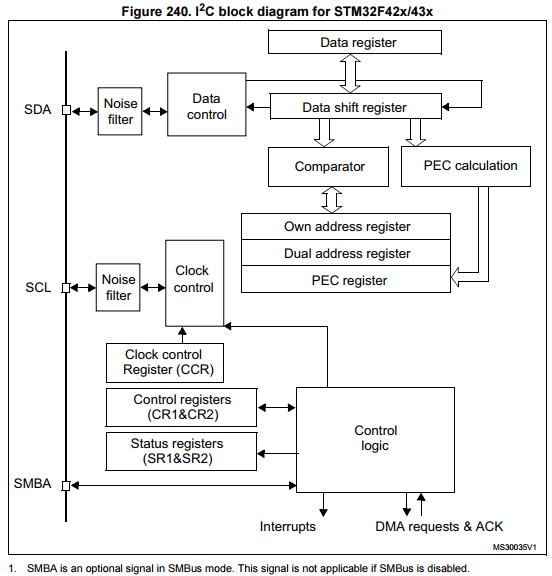 Figure 240. I²C block diagram for STM32F42x/43x
Data register
SDA
Noise
filter
Data
control
Data shift register
Comparator
PEC calculation
Own address register
Dual address register
PEC register
SCL
Noise
filter
Clock
control
Clock control
Register (CCR)
Control registers
(CR1&CR2)
Status registers
(SR1&SR2)
Control
logic
SMBA
Interrupts
DMA requests & ACK
MS30035V1
1. SMBA is an optional signal in SMBus mode. This signal is not applicable if SMBus is disabled.